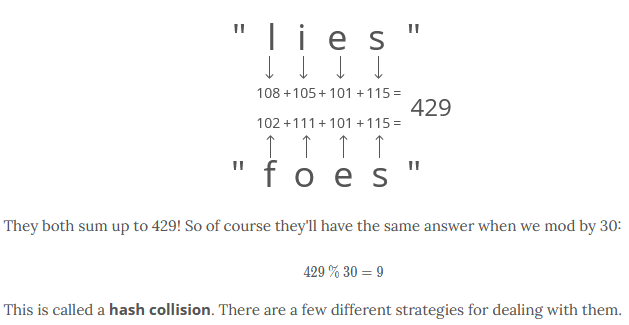 " l i e s "
↓ ↓ ↓ ↓
108 + 105 + 101 + 115 =
429
102 + 111 + 101 + 115 =
↑ ↑ ↑ ↑
" f o e s "
They both sum up to 429! So of course they'll have the same answer when we mod by 30:
429 % 30 = 9
This is called a hash collision. There are a few different strategies for dealing with them.